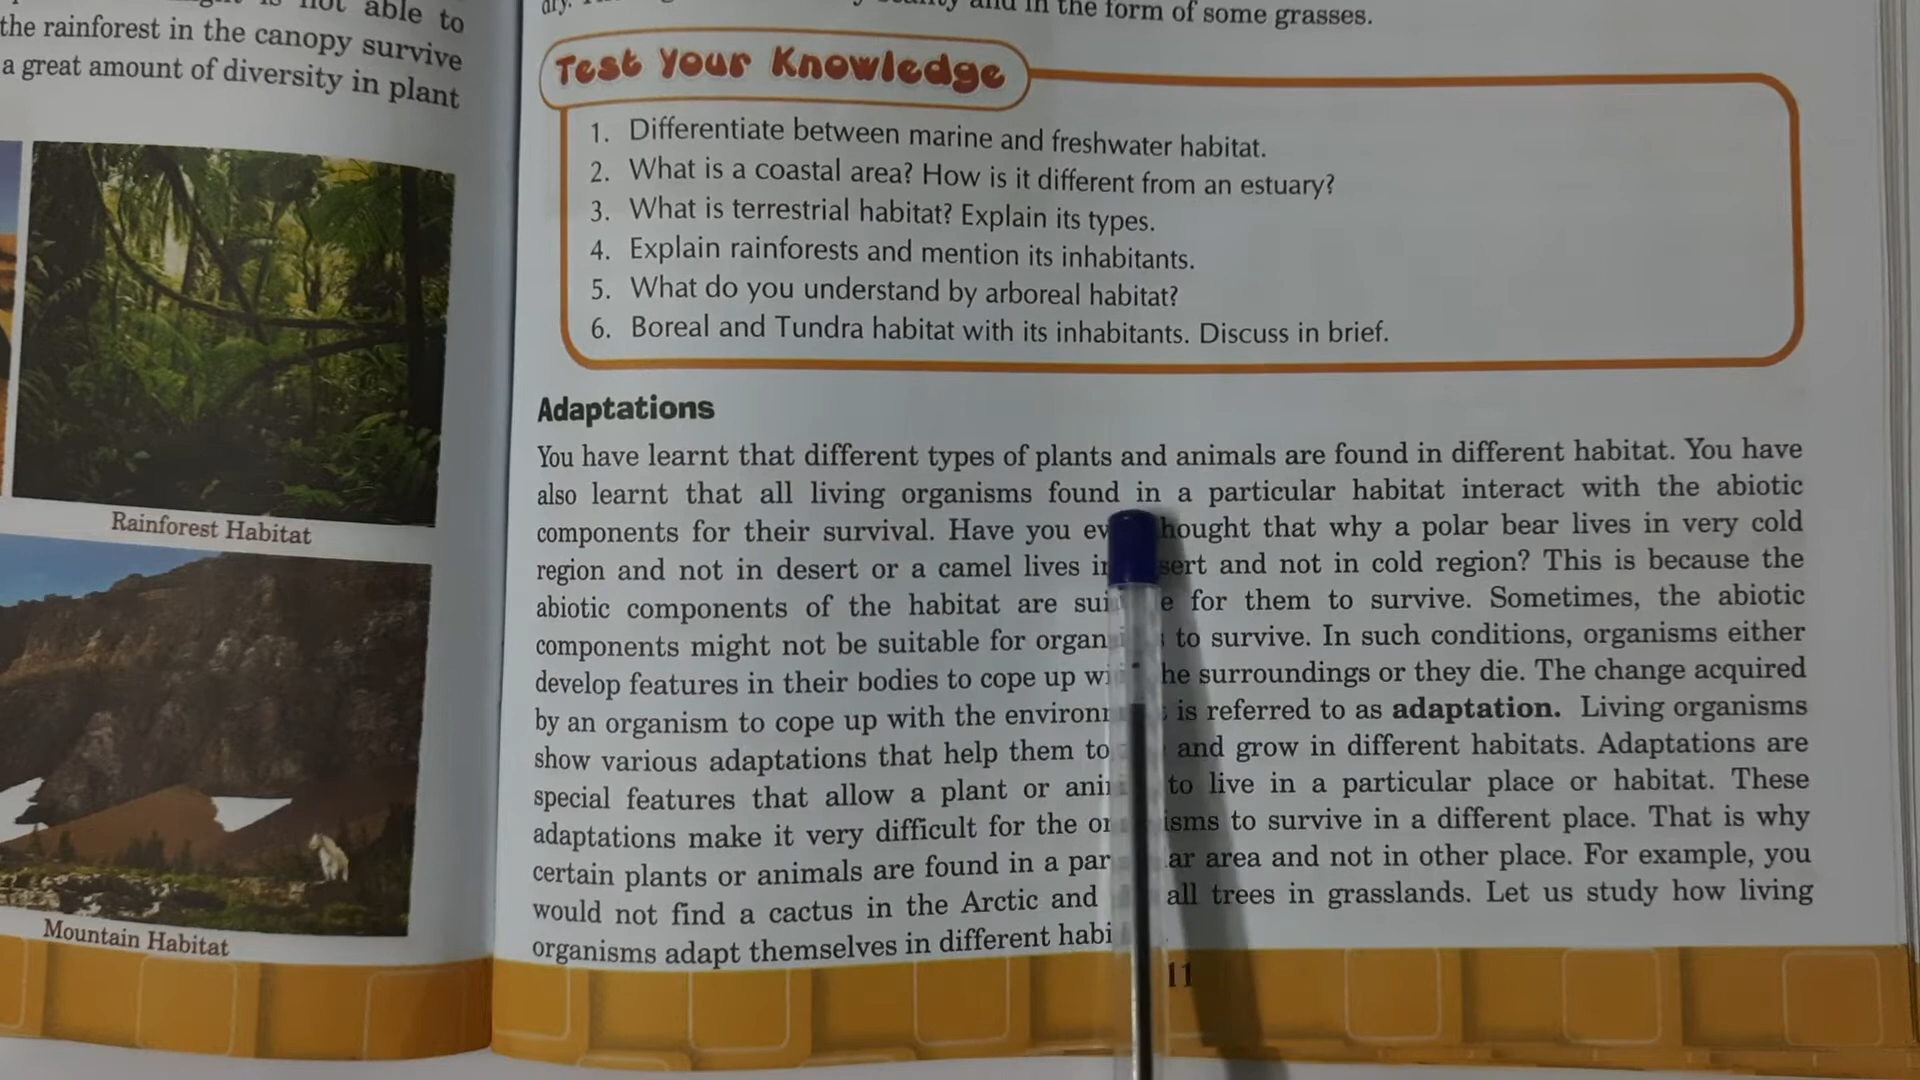 not able to
the rainforest in the canopy survive
a great amount of diversity in plant
Rainforest Habitat
Mountain Habitat
and in the form of some grasses.
Test Your Knowledge
1. Differentiate between marine and freshwater habitat.
2. What is a coastal area? How is it different from an estuary?
3. What is terrestrial habitat? Explain its types.
4. Explain rainforests and mention its inhabitants.
5. What do you understand by arboreal habitat?
6. Boreal and Tundra habitat with its inhabitants. Discuss in brief.
Adaptations
You have learnt that different types of plants and animals are found in different habitat. You have
also learnt that all living organisms found in a particular habitat interact with the abiotic
components for their survival. Have you ev hought that why a polar bear lives in very cold
region and not in desert or a camel lives in sert and not in cold region? This is because the
abiotic components of the habitat are sui e for them to survive. Sometimes, the abiotic
components might not be suitable for organ to survive. In such conditions, organisms either
develop features in their bodies to cope up wi he surroundings or they die. The change acquired
by an organism to cope up with the environ is referred to as adaptation. Living organisms
show various adaptations that help them to and grow in different habitats. Adaptations are
special features that allow a plant or ani to live in a particular place or habitat. These
adaptations make it very difficult for the or isms to survive in a different place. That is why
certain plants or animals are found in a par ar area and not in other place. For example, you
would not find a cactus in the Arctic and all trees in grasslands. Let us study how living
organisms adapt themselves in different habi
11